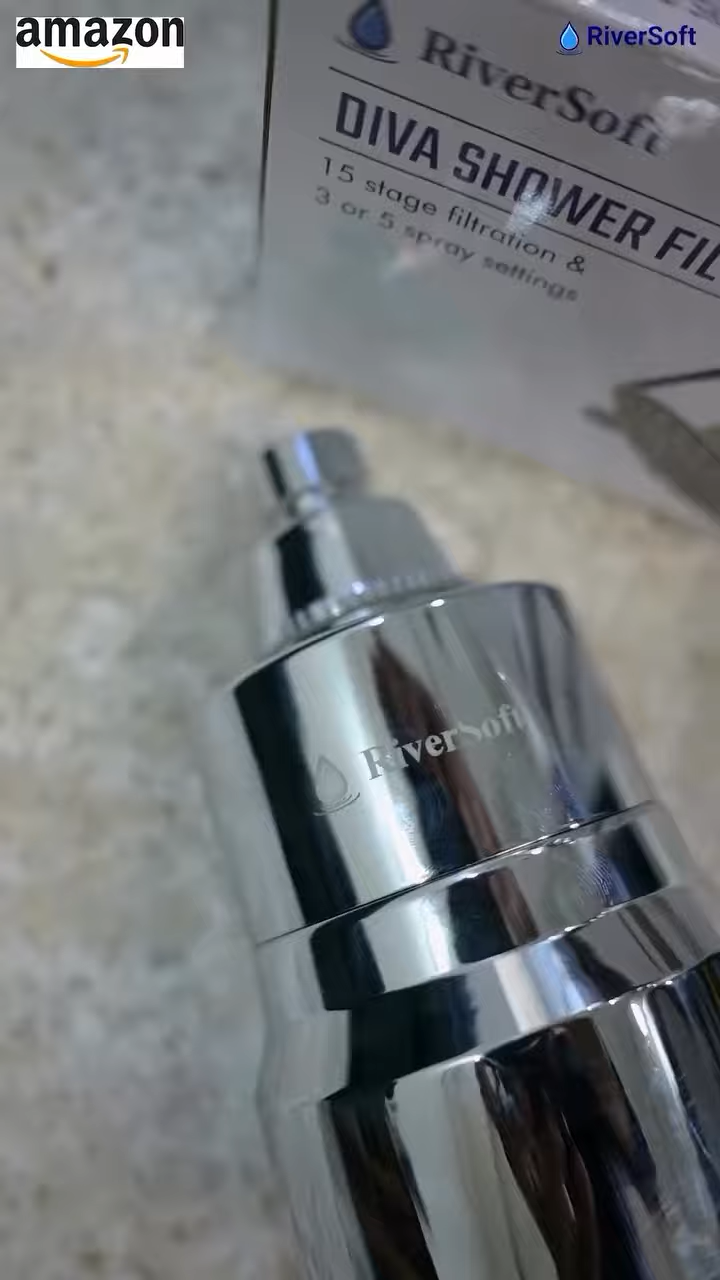 amazon
RiverSoft
RiverSoft
DIVA SHOWER FIL
15 stage filtration &
3 or 5 spray settings
RiverSoft